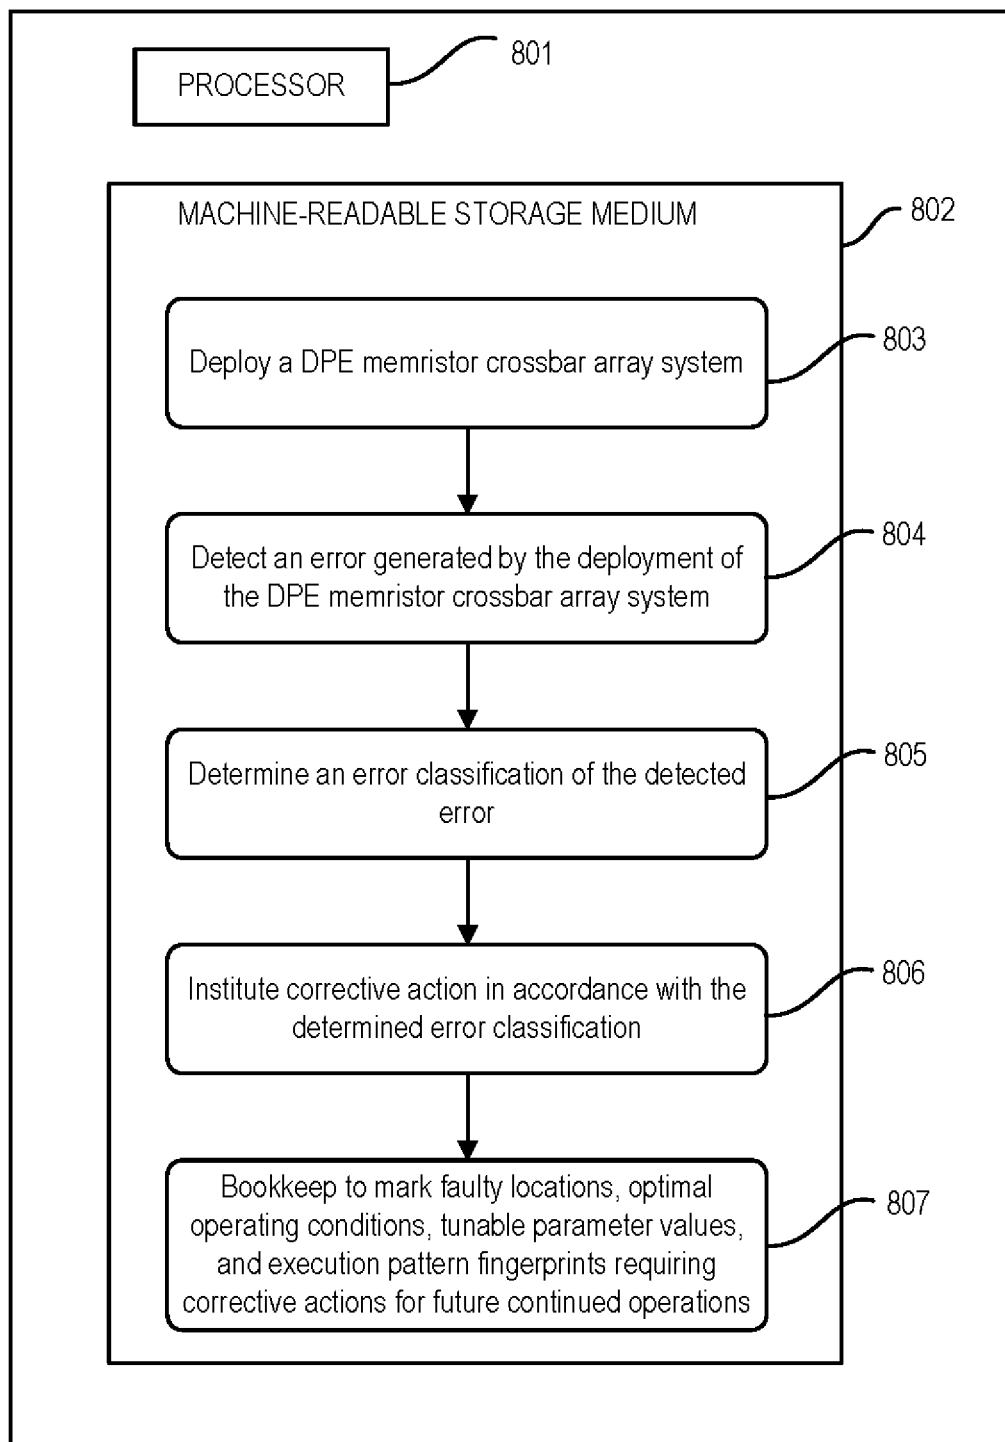 801
PROCESSOR
802
MACHINE-READABLE STORAGE MEDIUM
803
Deploy a DPE memristor crossbar array system
804
Detect an error generated by the deployment of
the DPE memristor crossbar array system
805
Determine an error classification of the detected
error
806
Institute corrective action in accordance with the
determined error classification
807
Bookkeep to mark faulty locations, optimal
operating conditions, tunable parameter values,
and execution pattern fingerprints requiring
corrective actions for future continued operations